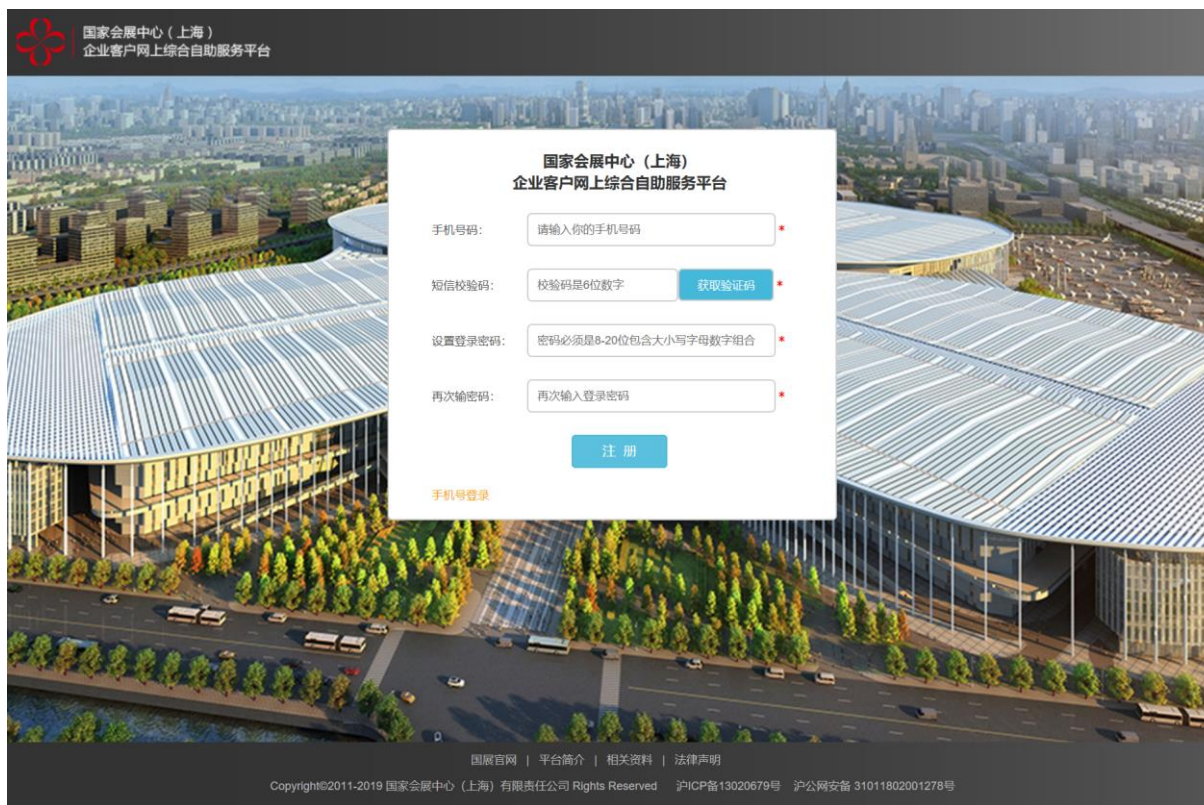 国家会展中心（上海）
企业客户网上综合自助服务平台
国家会展中心（上海）
企业客户网上综合自助服务平台
手机号码： 请输入你的手机号码 *
短信校验码： 校验码是6位数字 获取验证码 *
设置登录密码： 密码必须是8-20位包含大小写字母数字组合 *
再次输密码： 再次输入登录密码 *
注 册
手机号登录
国展官网 | 平台简介 | 相关资料 | 法律声明
Copyright©2011-2019 国家会展中心（上海）有限责任公司 Rights Reserved 沪ICP备13020679号 沪公网安备 31011802001278号